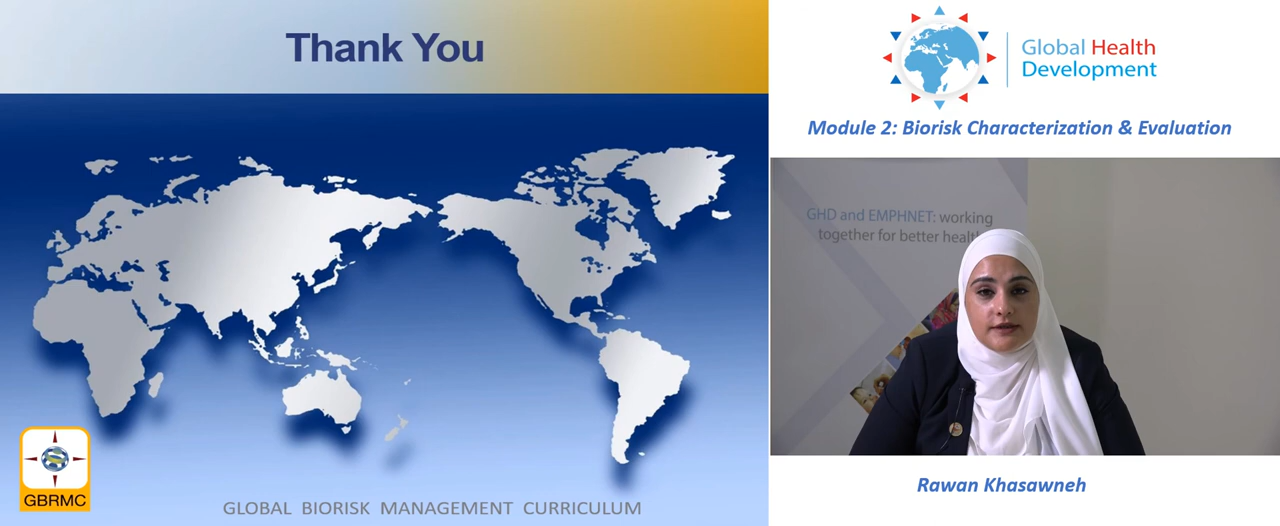 Thank You
GBRMC
GLOBAL BIORISK MANAGEMENT CURRICULUM
Global Health
Development
Module 2: Biorisk Characterization & Evaluation
GHD and EMPHNET: working
together for better
Rawan Khasawneh